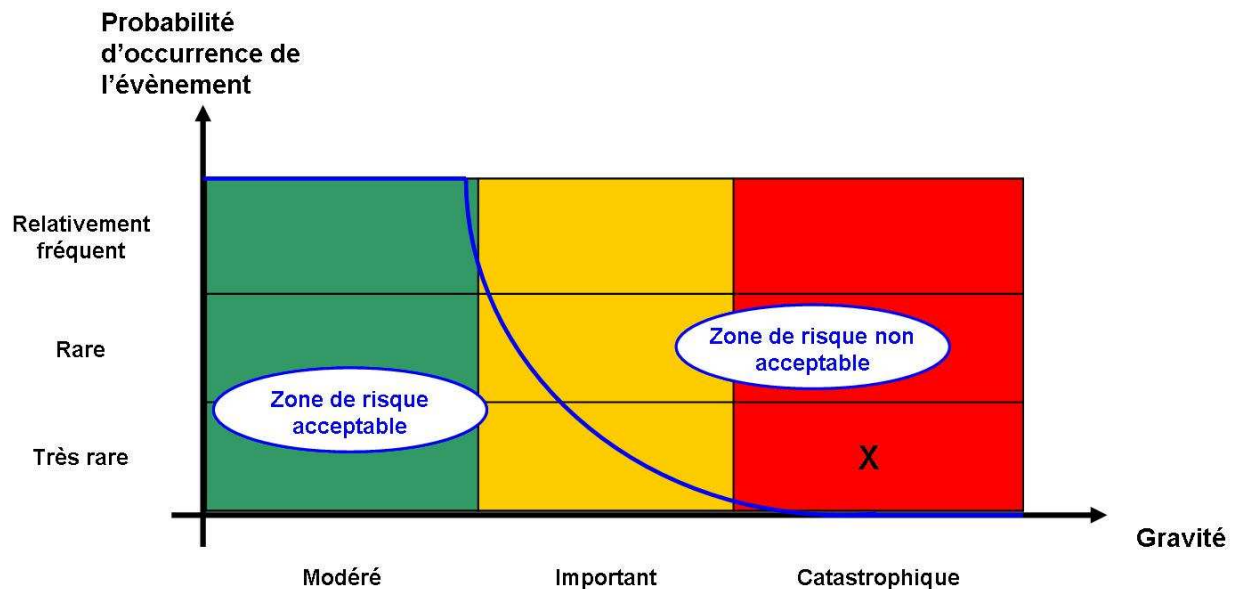 Probabilité
d'occurrence de
l'évènement
Relativement
fréquent
Zone de risque non
acceptable
Rare
Zone de risque
acceptable
Très rare
X
Gravité
Modéré
Important
Catastrophique